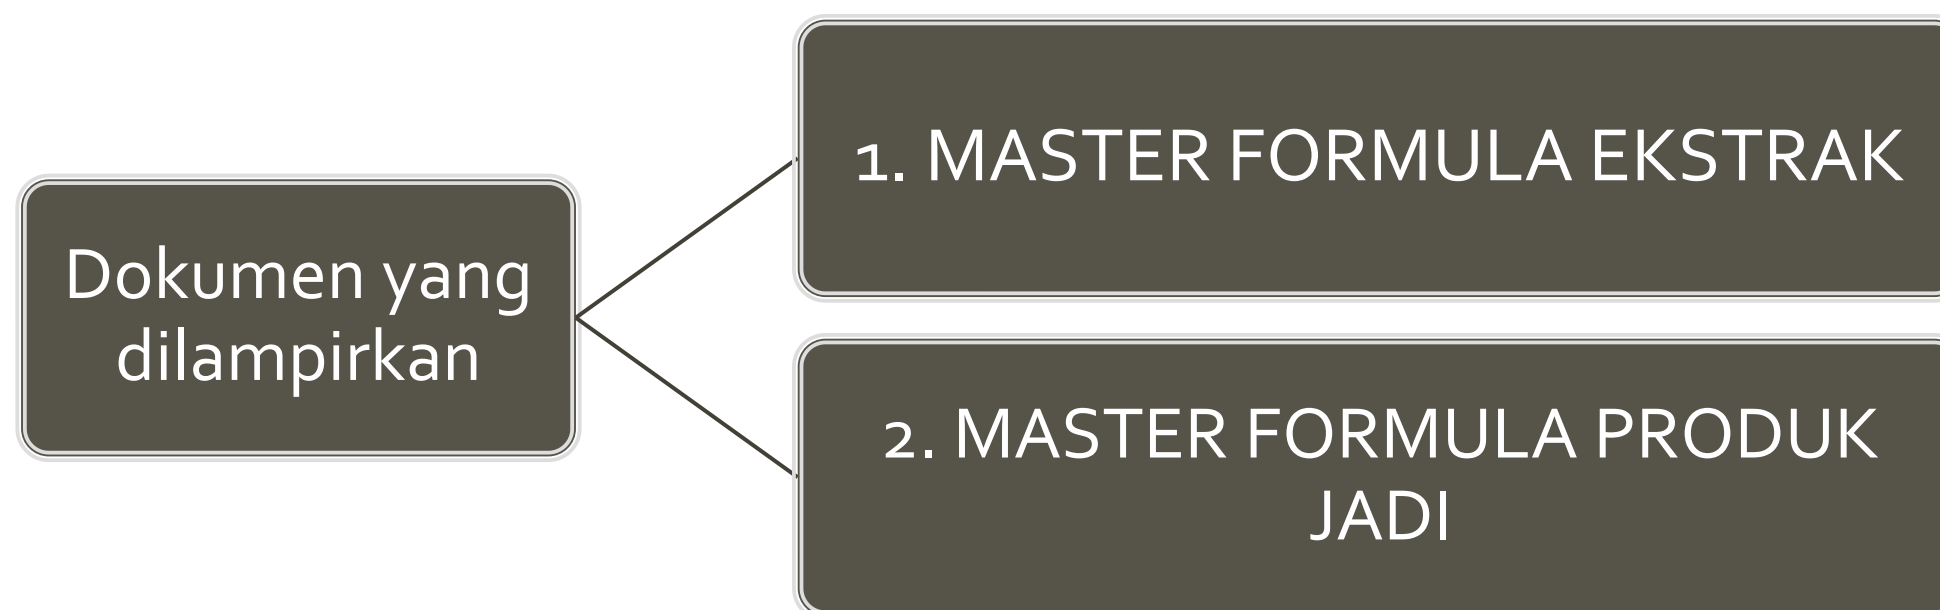 Dokumen yang
dilampirkan
1. MASTER FORMULA EKSTRAK
2. MASTER FORMULA PRODUK
JADI